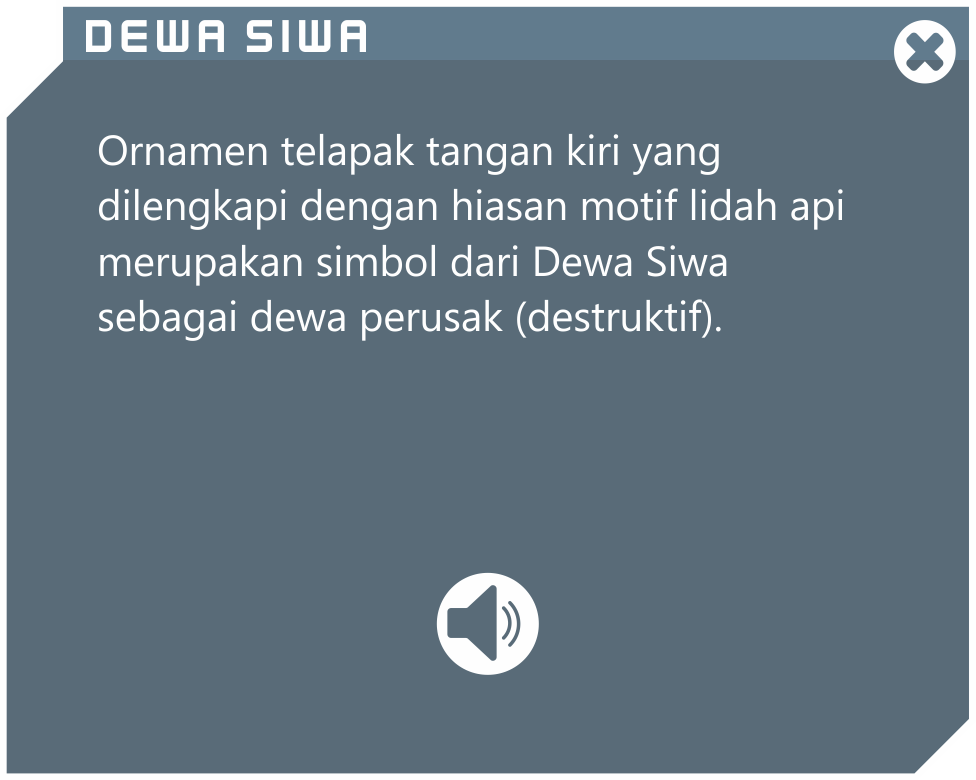 DEWA SIWA
Ornamen telapak tangan kiri yang
dilengkapi dengan hiasan motif lidah api
merupakan simbol dari Dewa Siwa
sebagai dewa perusak (destruktif).